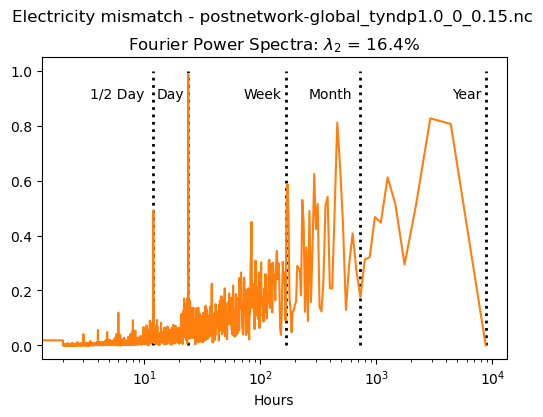 Electricity mismatch - postnetwork-global_tyndp1.0_0_0.15.nc
Fourier Power Spectra: λ₂ = 16.4%
1.0
1/2 Day Day Week Month Year
0.8
0.6
0.4
0.2
0.0
10¹ 10² 10³ 10⁴
Hours